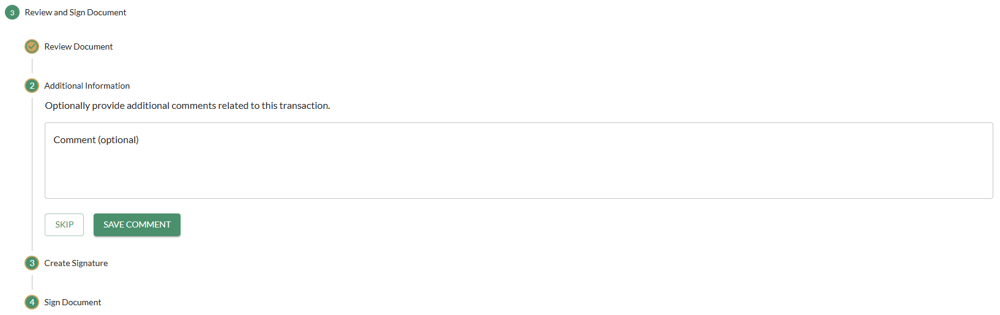 3 Review and Sign Document
Review Document
2 Additional Information
Optionally provide additional comments related to this transaction.
Comment (optional)
SKIP SAVE COMMENT
3 Create Signature
4 Sign Document